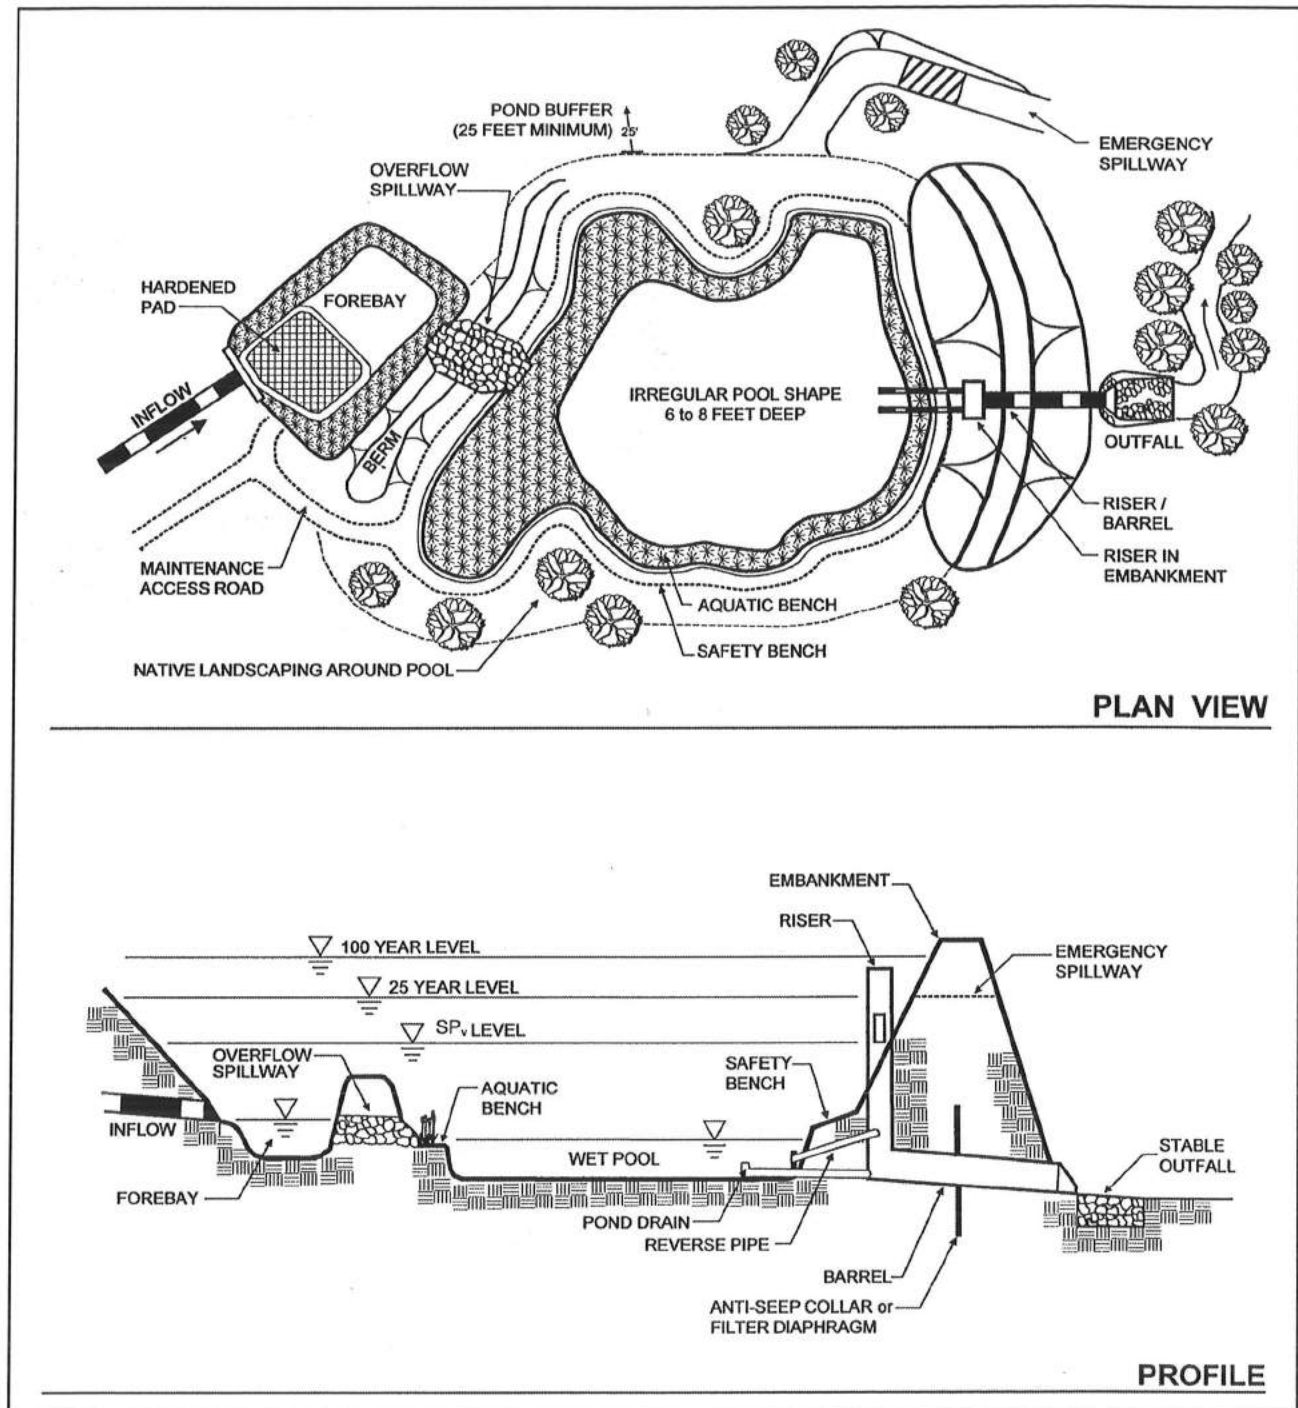 POND BUFFER
(25 FEET MINIMUM)
25'
EMERGENCY
SPILLWAY
OVERFLOW
SPILLWAY
HARDENED
PAD
FOREBAY
INFLOW
BERM
IRREGULAR POOL SHAPE
6 to 8 FEET DEEP
OUTFALL
RISER /
BARREL
RISER IN
EMBANKMENT
MAINTENANCE
ACCESS ROAD
AQUATIC BENCH
SAFETY BENCH
NATIVE LANDSCAPING AROUND POOL
PLAN VIEW
EMBANKMENT
RISER
100 YEAR LEVEL
EMERGENCY
SPILLWAY
25 YEAR LEVEL
SPv LEVEL
OVERFLOW
SPILLWAY
SAFETY
BENCH
AQUATIC
BENCH
INFLOW
WET POOL
STABLE
OUTFALL
FOREBAY
POND DRAIN
REVERSE PIPE
BARREL
ANTI-SEEP COLLAR or
FILTER DIAPHRAGM
PROFILE